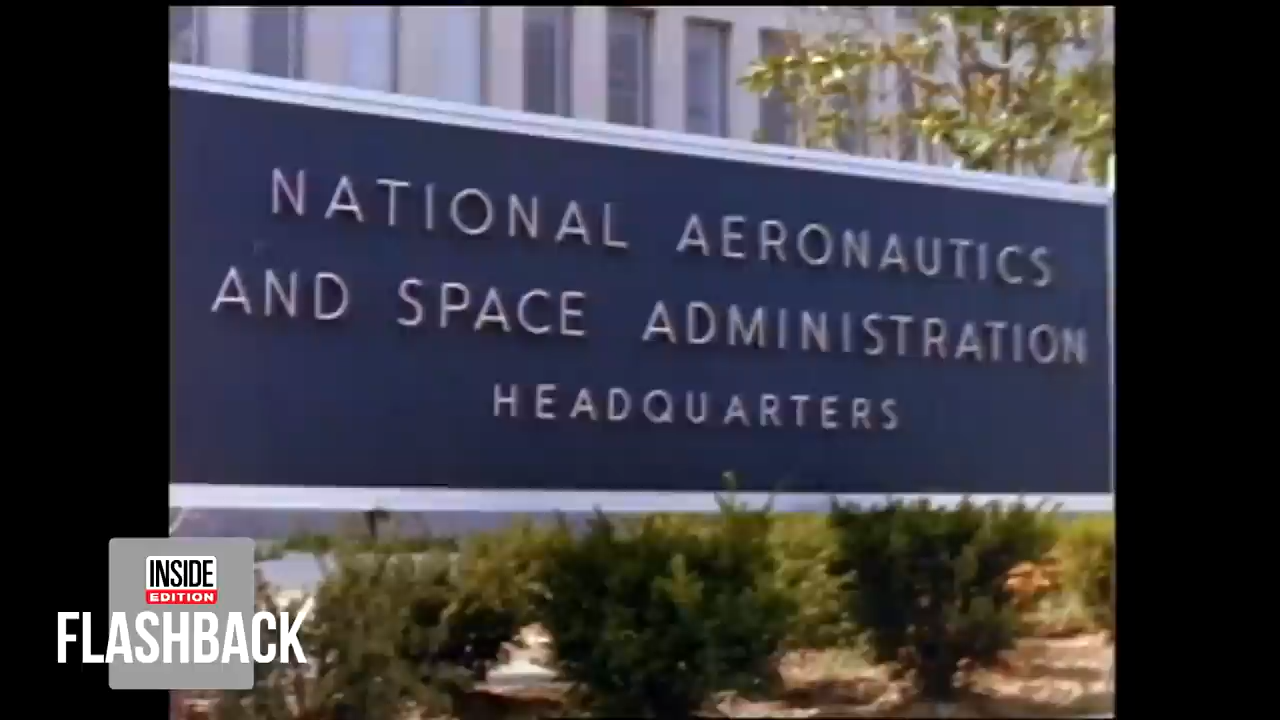 NATIONAL AERONAUTICS
AND SPACE ADMINISTRATION
HEADQUARTERS
INSIDE
EDITION
FLASHBACK